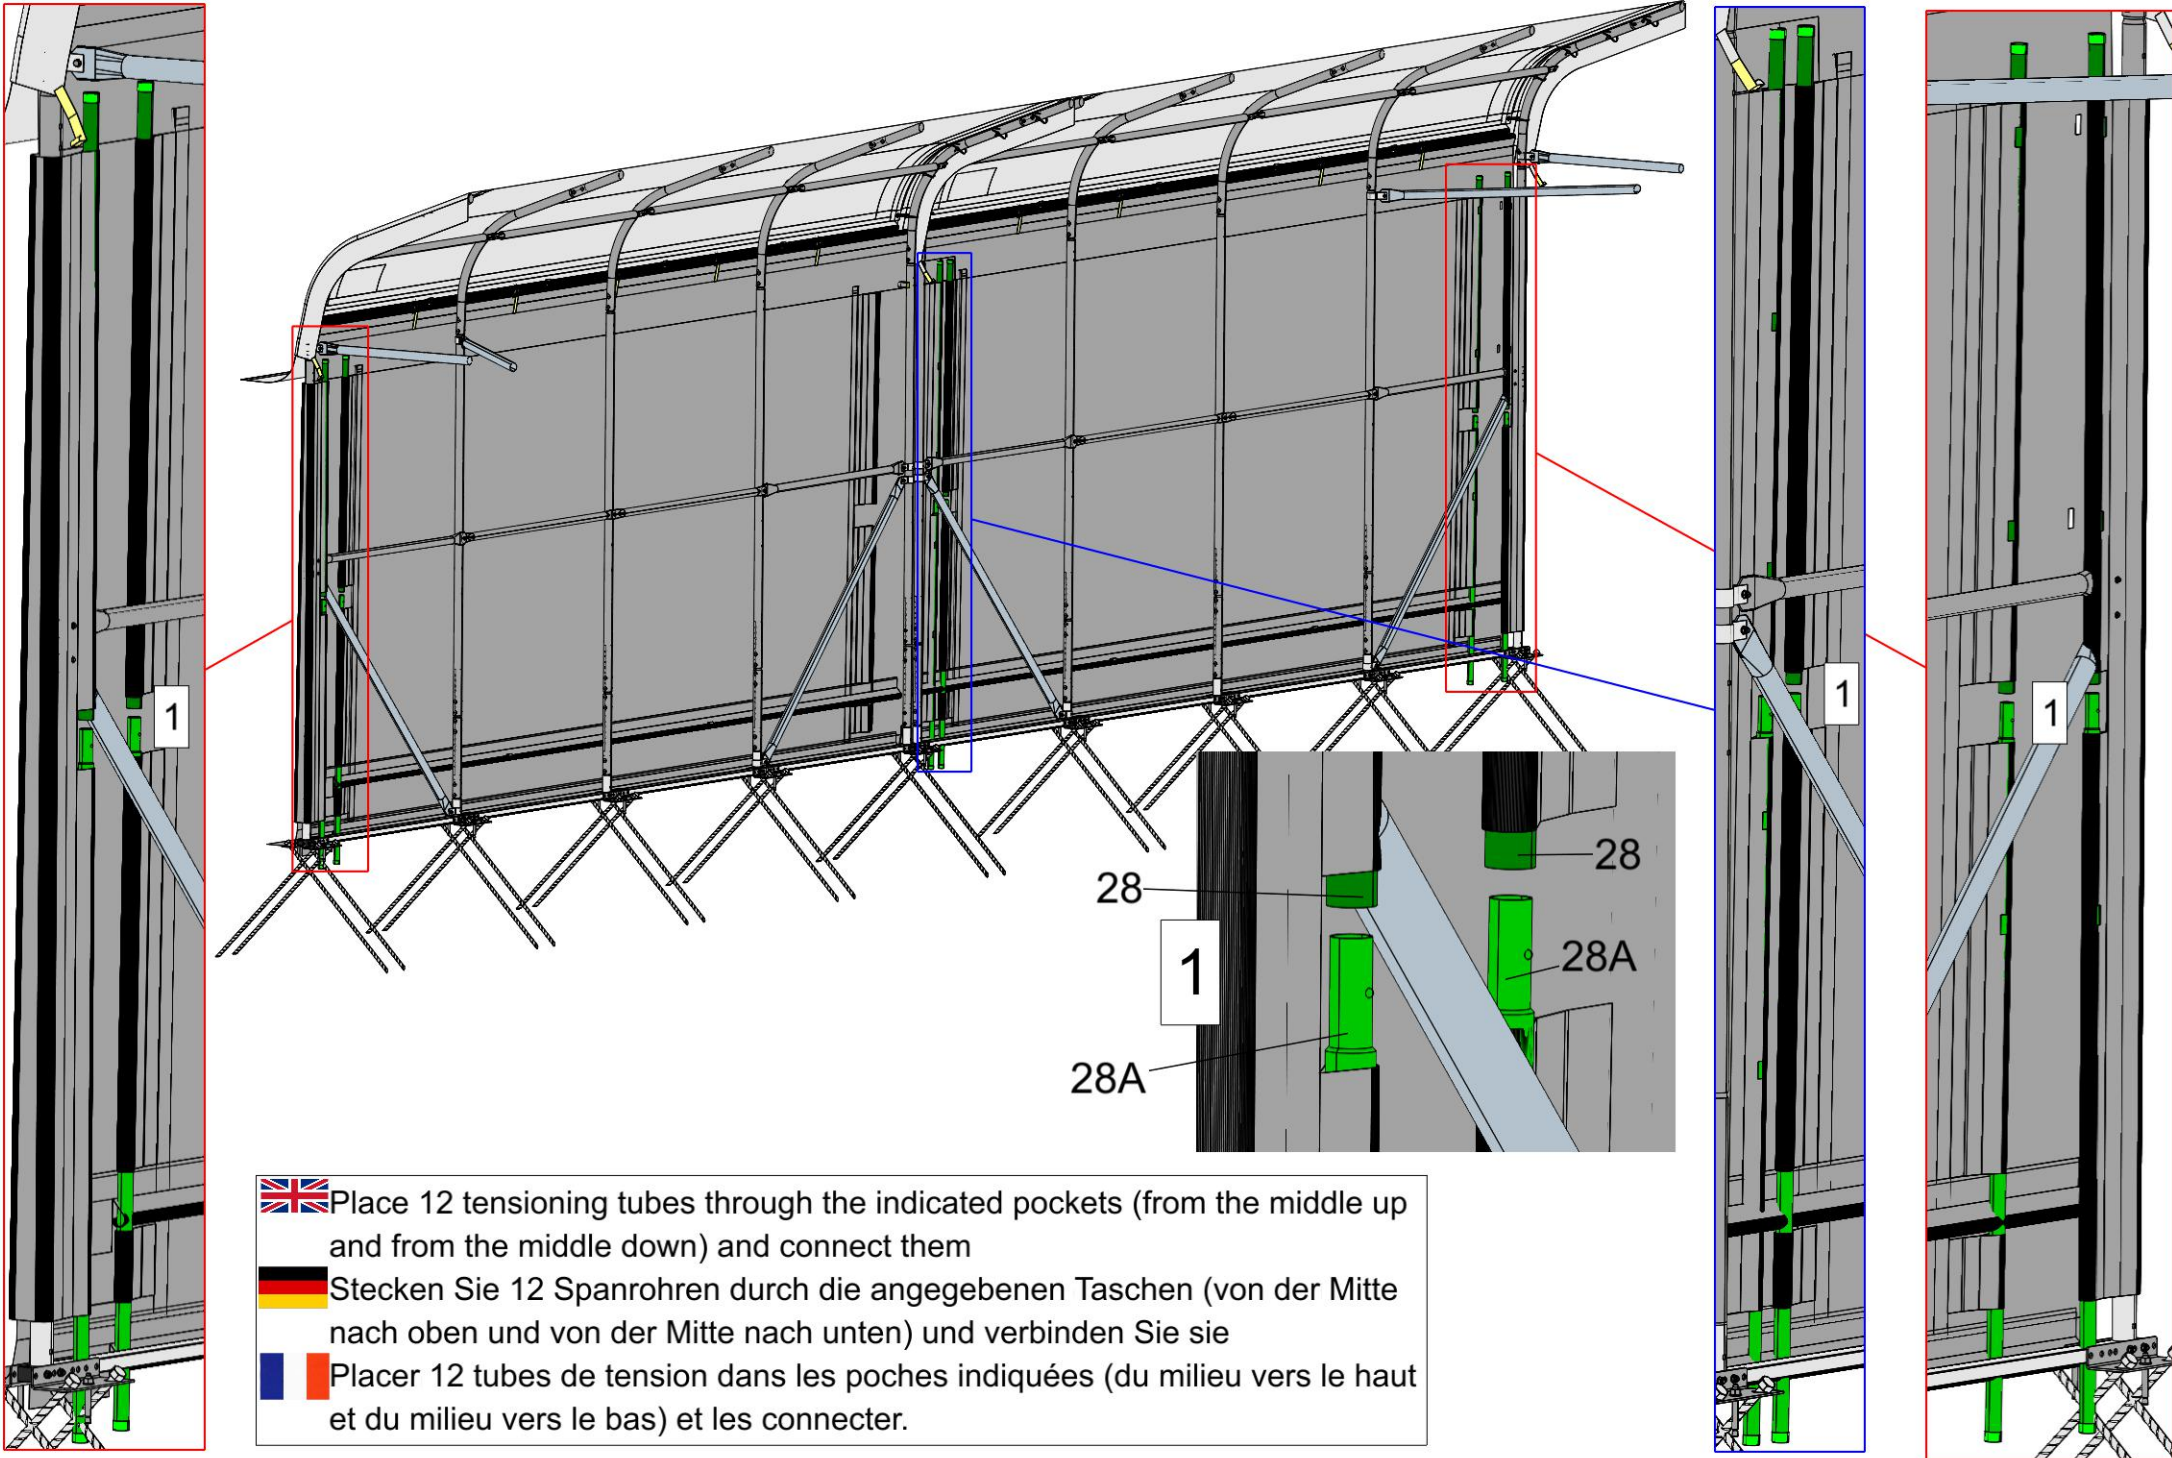 1
1
1
28
28
1
28A
28A
Place 12 tensioning tubes through the indicated pockets (from the middle up
and from the middle down) and connect them
Stecken Sie 12 Spanrohren durch die angegebenen Taschen (von der Mitte
nach oben und von der Mitte nach unten) und verbinden Sie sie
Placer 12 tubes de tension dans les poches indiquées (du milieu vers le haut
et du milieu vers le bas) et les connecter.